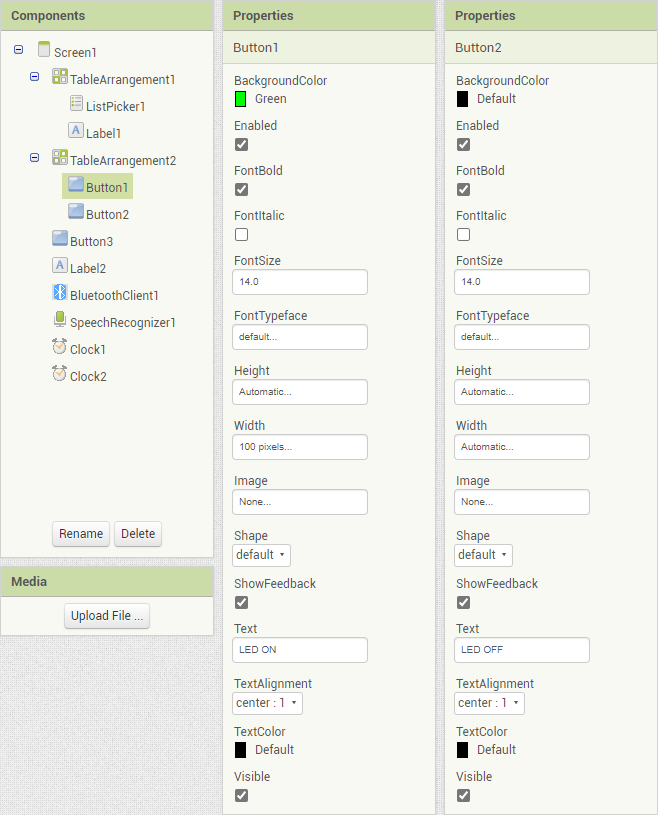 Components
Screen1
TableArrangement1
ListPicker1
A Label1
TableArrangement2
Button1
Button2
Button3
A Label2
BluetoothClient1
SpeechRecognizer1
Clock1
Clock2
Rename Delete
Media
Upload File ...
Properties
Button1
BackgroundColor
Green
Enabled
FontBold
FontItalic
FontSize
14.0
FontTypeface
default...
Height
Automatic...
Width
100 pixels...
Image
None...
Shape
default
ShowFeedback
Text
LED ON
TextAlignment
center : 1
TextColor
Default
Visible
Properties
Button2
BackgroundColor
Default
Enabled
FontBold
FontItalic
FontSize
14.0
FontTypeface
default...
Height
Automatic...
Width
Automatic...
Image
None...
Shape
default
ShowFeedback
Text
LED OFF
TextAlignment
center : 1
TextColor
Default
Visible